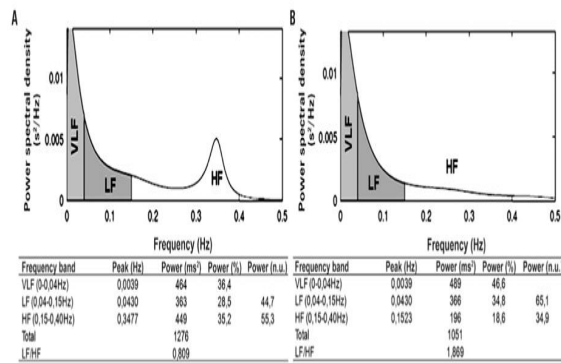 A
Power spectral density
(s²/Hz)
0.01
0.005
0
VLF
LF
HF
0 0.1 0.2 0.3 0.4 0.5
Frequency (Hz)
Frequency band Peak (Hz) Power (ms²) Power (%) Power (n.u.)
VLF (0-0,04Hz) 0,0039 464 36,4
LF (0,04-0,15Hz) 0,0430 363 28,5 44,7
HF (0,15-0,40Hz) 0,3477 449 35,2 55,3
Total 1276
LF/HF 0,809
B
Power spectral density
(s²/Hz)
0.01
0.005
0
VLF
LF
HF
0 0.1 0.2 0.3 0.4 0.5
Frequency (Hz)
Frequency band Peak (Hz) Power (ms²) Power (%) Power (n.u.)
VLF (0-0,04Hz) 0,0039 489 46,6
LF (0,04-0,15Hz) 0,0430 366 34,8 65,1
HF (0,15-0,40Hz) 0,1523 196 18,6 34,9
Total 1051
LF/HF 1,869